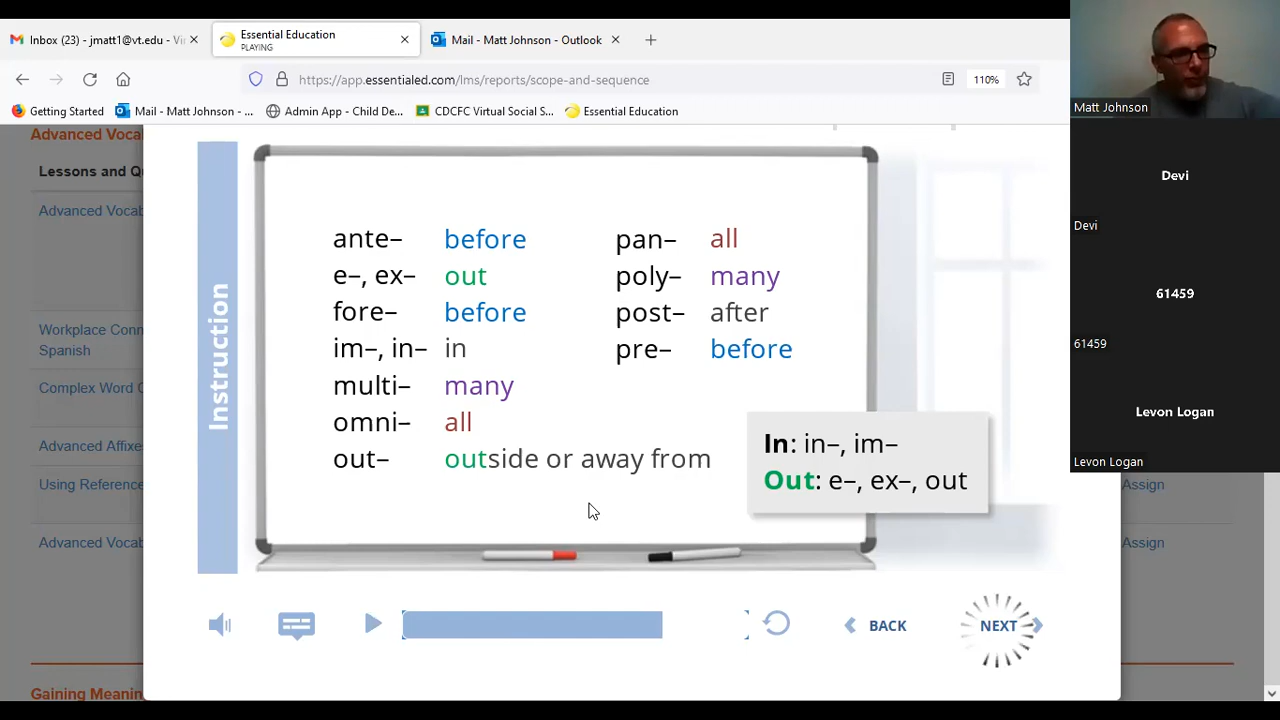 Inbox (23) - jmatt1@vt.edu - Vi
Essential Education
PLAYING
Mail - Matt Johnson - Outlook
https://app.essentialed.com/lms/reports/scope-and-sequence
110%
Getting Started
Mail - Matt Johnson - ...
Admin App - Child De...
CDCFC Virtual Social S...
Essential Education
Matt Johnson
Devi
Devi
61459
61459
Levon Logan
Levon Logan
Advanced Voca
Lessons and Qu
Advanced Vocab
Workplace Conn
Spanish
Complex Word
Advanced Affixes
Using Reference
Advanced Vocab
Gaining Meanin
Assign
Assign
Instruction
ante– before
e–, ex– out
fore– before
im–, in– in
multi– many
omni– all
out– outside or away from
pan– all
poly– many
post– after
pre– before
In: in–, im–
Out: e–, ex–, out
BACK
NEXT